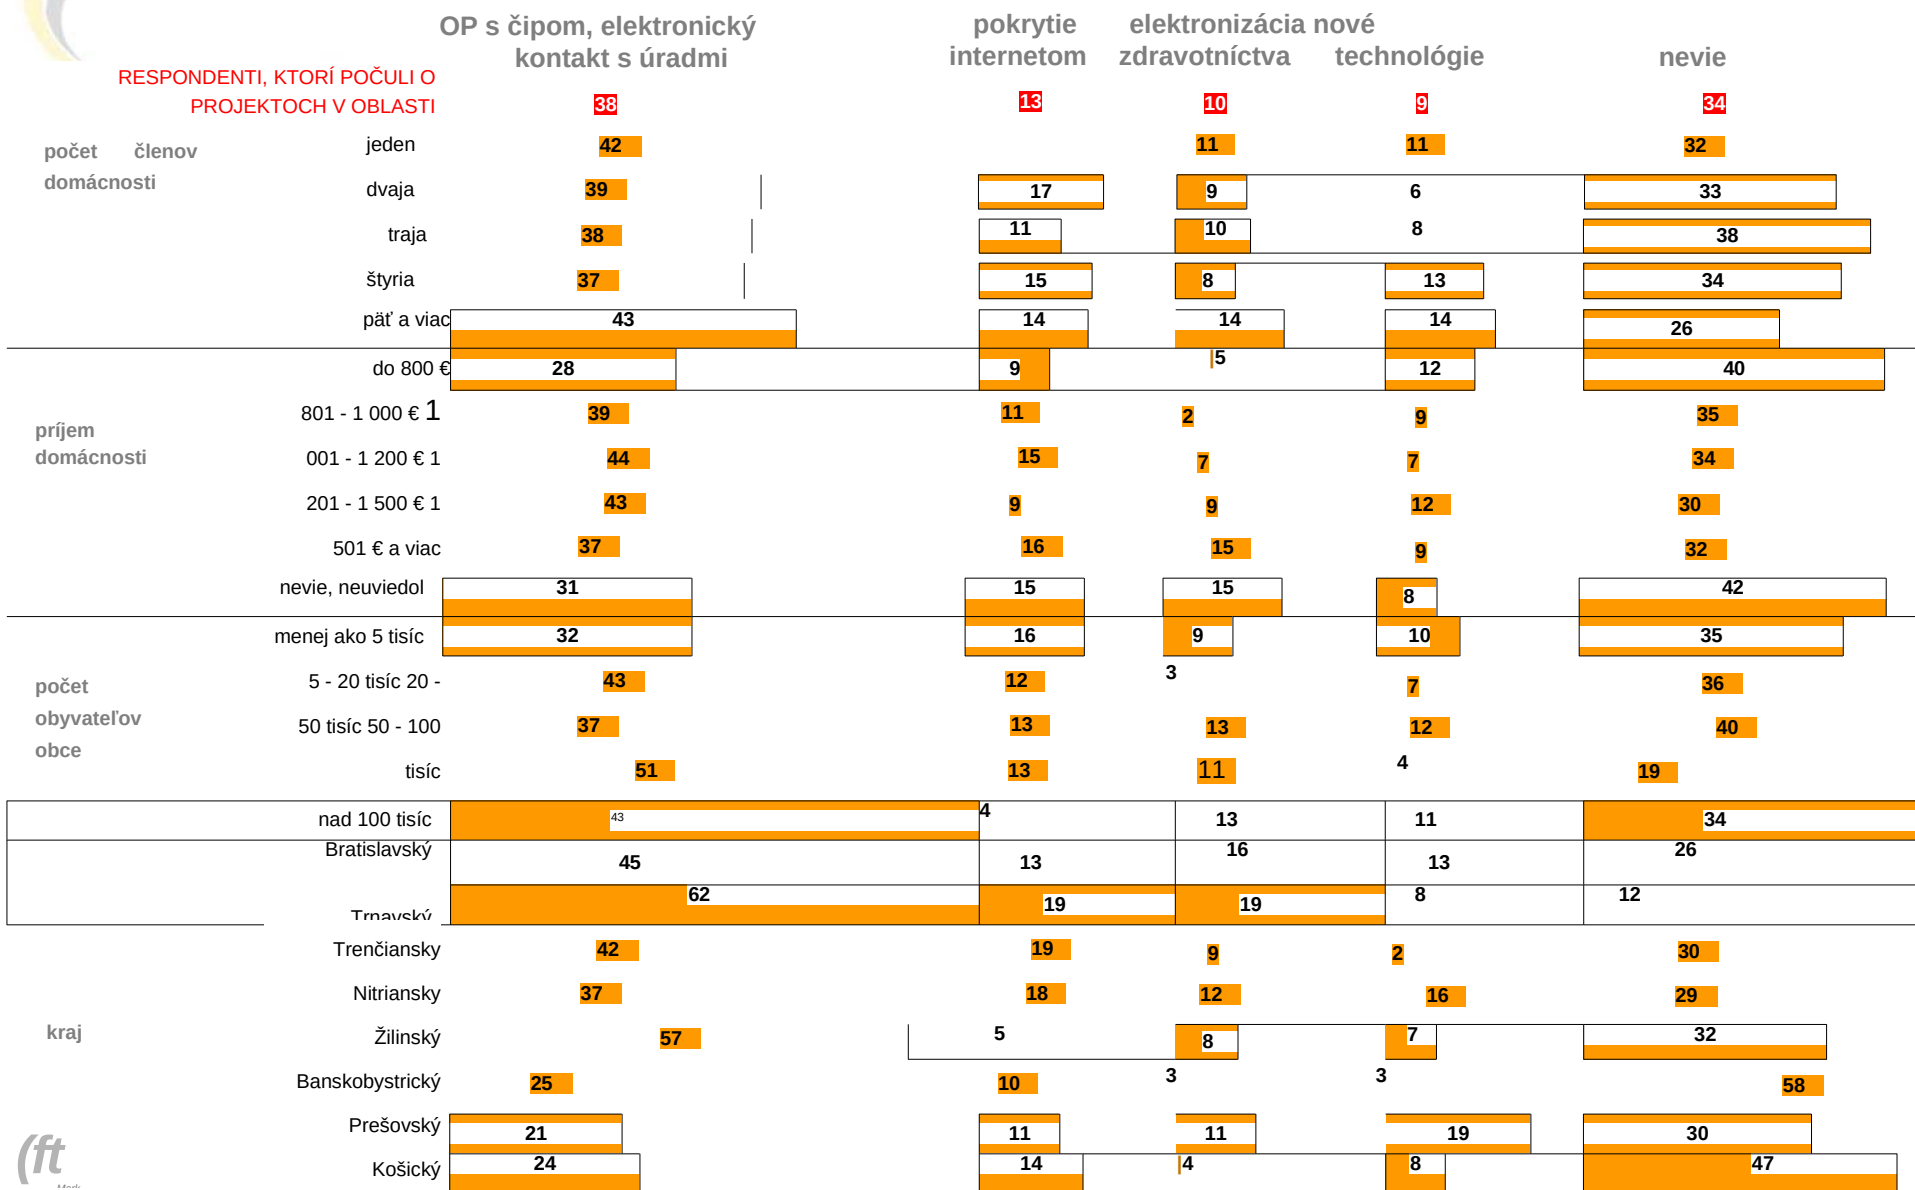 OP s čipom, elektronický kontakt s úradmi
pokrytie internetom
elektronizácia nové
zdravotníctva technológie
nevie
RESPONDENTI, KTORÍ POČULI O
PROJEKTOCH V OBLASTI
38 13 10 9 34
počet členov
domácnosti
jeden 42 11 11 32
dvaja 39 17 9 6 33
traja 38 11 10 8 38
štyria 37 15 8 13 34
päť a viac 43 14 14 14 26
do 800 € 28 9 5 12 40
príjem
domácnosti
801 - 1 000 € 1 39 11 2 9 35
001 - 1 200 € 1 44 15 7 7 34
201 - 1 500 € 1 43 9 9 12 30
501 € a viac 37 16 15 9 32
nevie, neuviedol 31 15 15 8 42
menej ako 5 tisíc 32 16 9 10 35
počet
obyvateľov
obce
5 - 20 tisíc 20 - 43 12 3 7 36
50 tisíc 50 - 100 37 13 13 12 40
tisíc 51 13 11 4 19
nad 100 tisíc 43 4 13 11 34
Bratislavský 45 13 16 13 26
Trnavský 62 19 19 8 12
Trenčiansky 42 19 9 2 30
Nitriansky 37 18 12 16 29
kraj
Žilinský 57 5 8 7 32
Banskobystrický 25 10 3 3 58
Prešovský 21 11 11 19 30
Košický 24 14 4 8 47
(ft